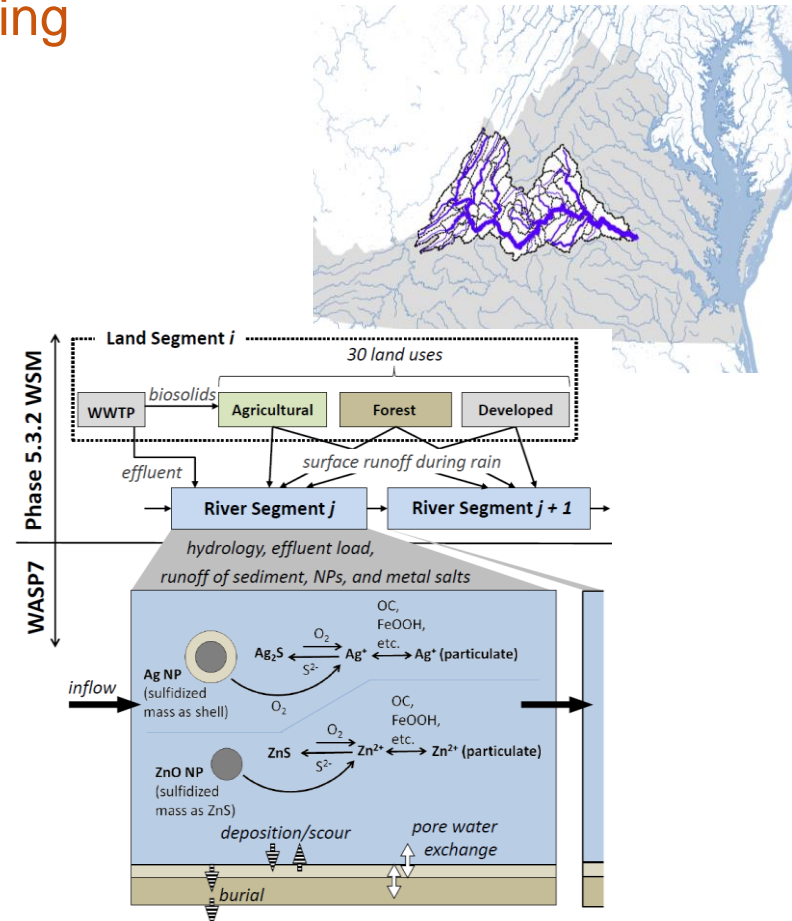 ing
Land Segment i
30 land uses
Phase 5.3.2 WSM
WWTP
biosolids
Agricultural
Forest
Developed
effluent
surface runoff during rain
River Segment j
River Segment j + 1
WASP7
hydrology, effluent load,
runoff of sediment, NPs, and metal salts
OC,
FeOOH,
etc.
Ag₂S
O₂
S²⁻
Ag⁺
Ag⁺ (particulate)
Ag NP
(sulfidized
mass as shell)
O₂
inflow
OC,
FeOOH,
etc.
ZnS
O₂
S²⁻
Zn²⁺
Zn²⁺ (particulate)
ZnO NP
(sulfidized
mass as ZnS)
deposition/scour
pore water
exchange
burial